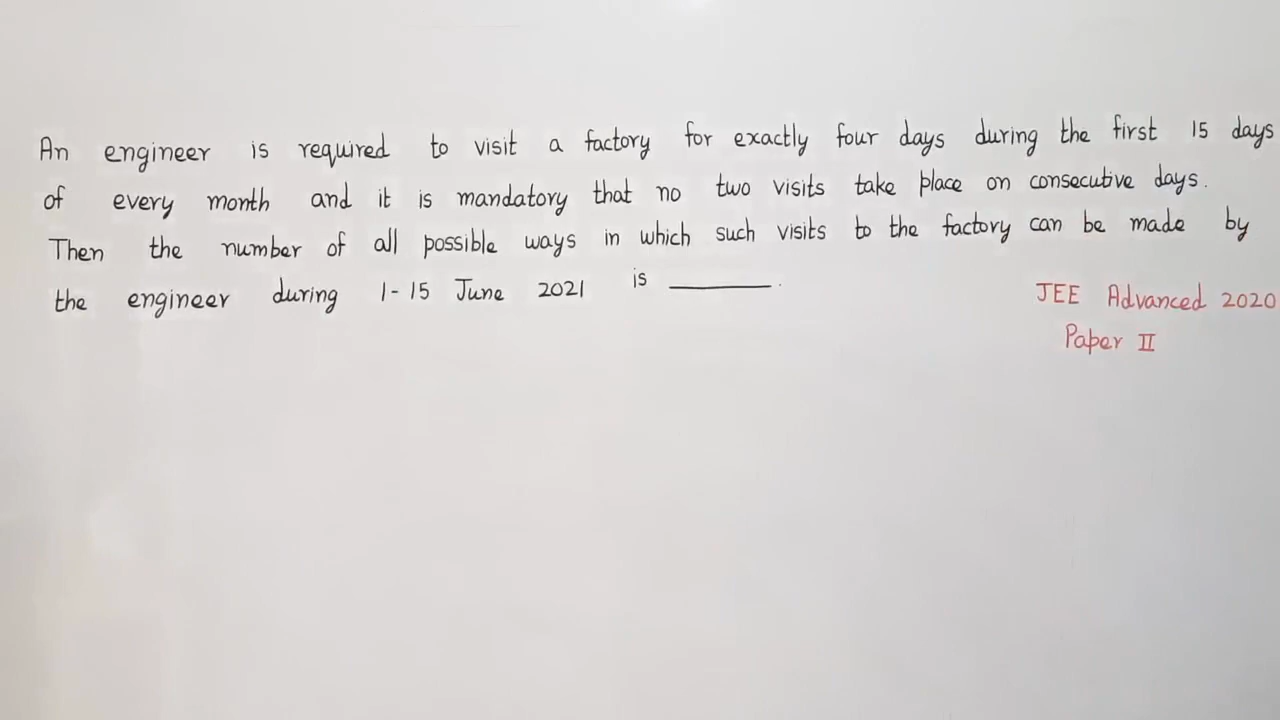 An engineer is required to visit a factory for exactly four days during the first 15 days
of every month and it is mandatory that no two visits take place on consecutive days.
Then the number of all possible ways in which such visits to the factory can be made by
the engineer during 1-15 June 2021 is ________.
JEE Advanced 2020
Paper II